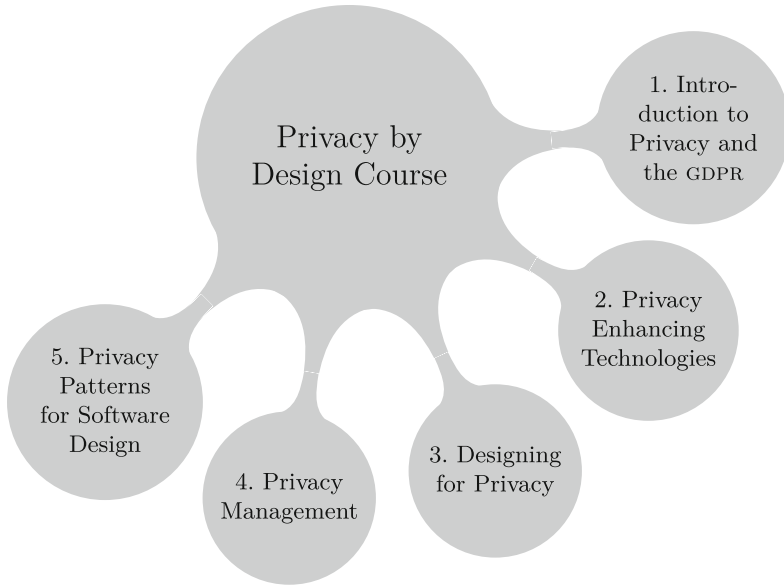 Privacy by
Design Course
1. Intro-
duction to
Privacy and
the GDPR
2. Privacy
Enhancing
Technologies
3. Designing
for Privacy
4. Privacy
Management
5. Privacy
Patterns
for Software
Design